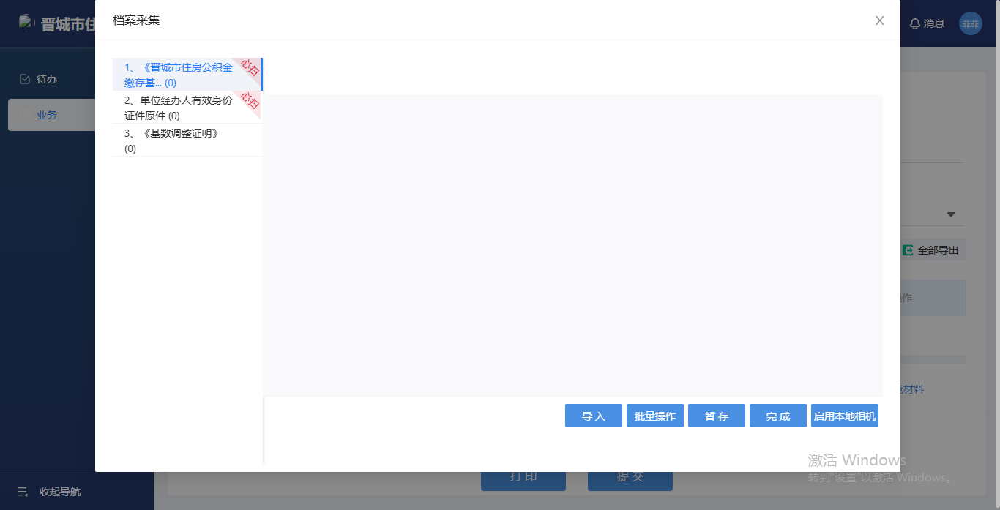 晋城市住
档案采集
X
消息
菲菲
待办
业务
1、《晋城市住房公积金
缴存基... (0)
必扫
2、单位经办人有效身份
证件原件 (0)
必扫
3、《基数调整证明》
(0)
全部导出
作
材料
导 入
批量操作
暂 存
完 成
启用本地相机
激活 Windows
转到"设置"以激活 Windows。
打 印
提 交
收起导航